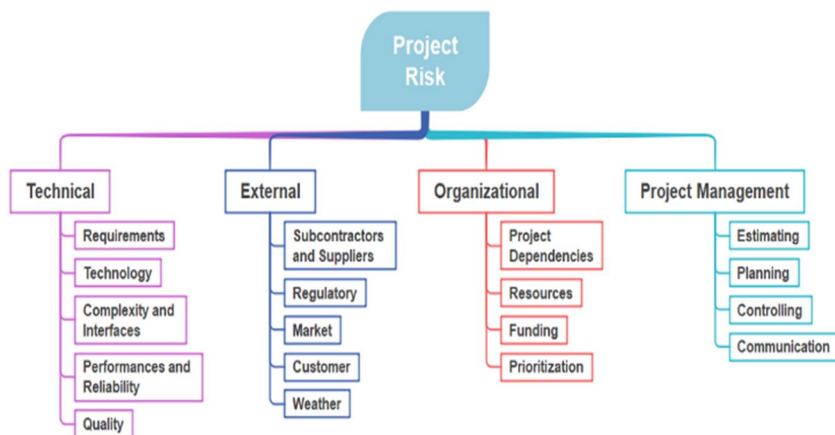 Project
Risk
Technical
Requirements
Technology
Complexity and
Interfaces
Performances and
Reliability
Quality
External
Subcontractors
and Suppliers
Regulatory
Market
Customer
Weather
Organizational
Project
Dependencies
Resources
Funding
Prioritization
Project Management
Estimating
Planning
Controlling
Communication